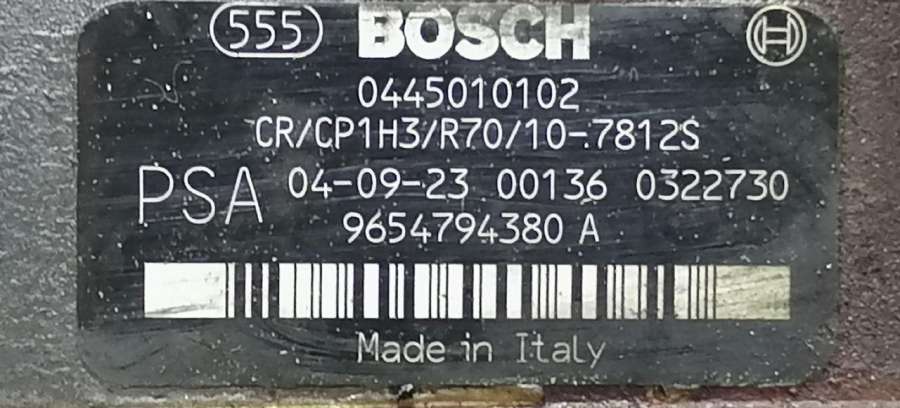 555 BOSCH
0445010102
CR/CP1H3/R70/10-7812S
PSA 04-09-23 00136 0322730
9654794380 A
Made in Italy